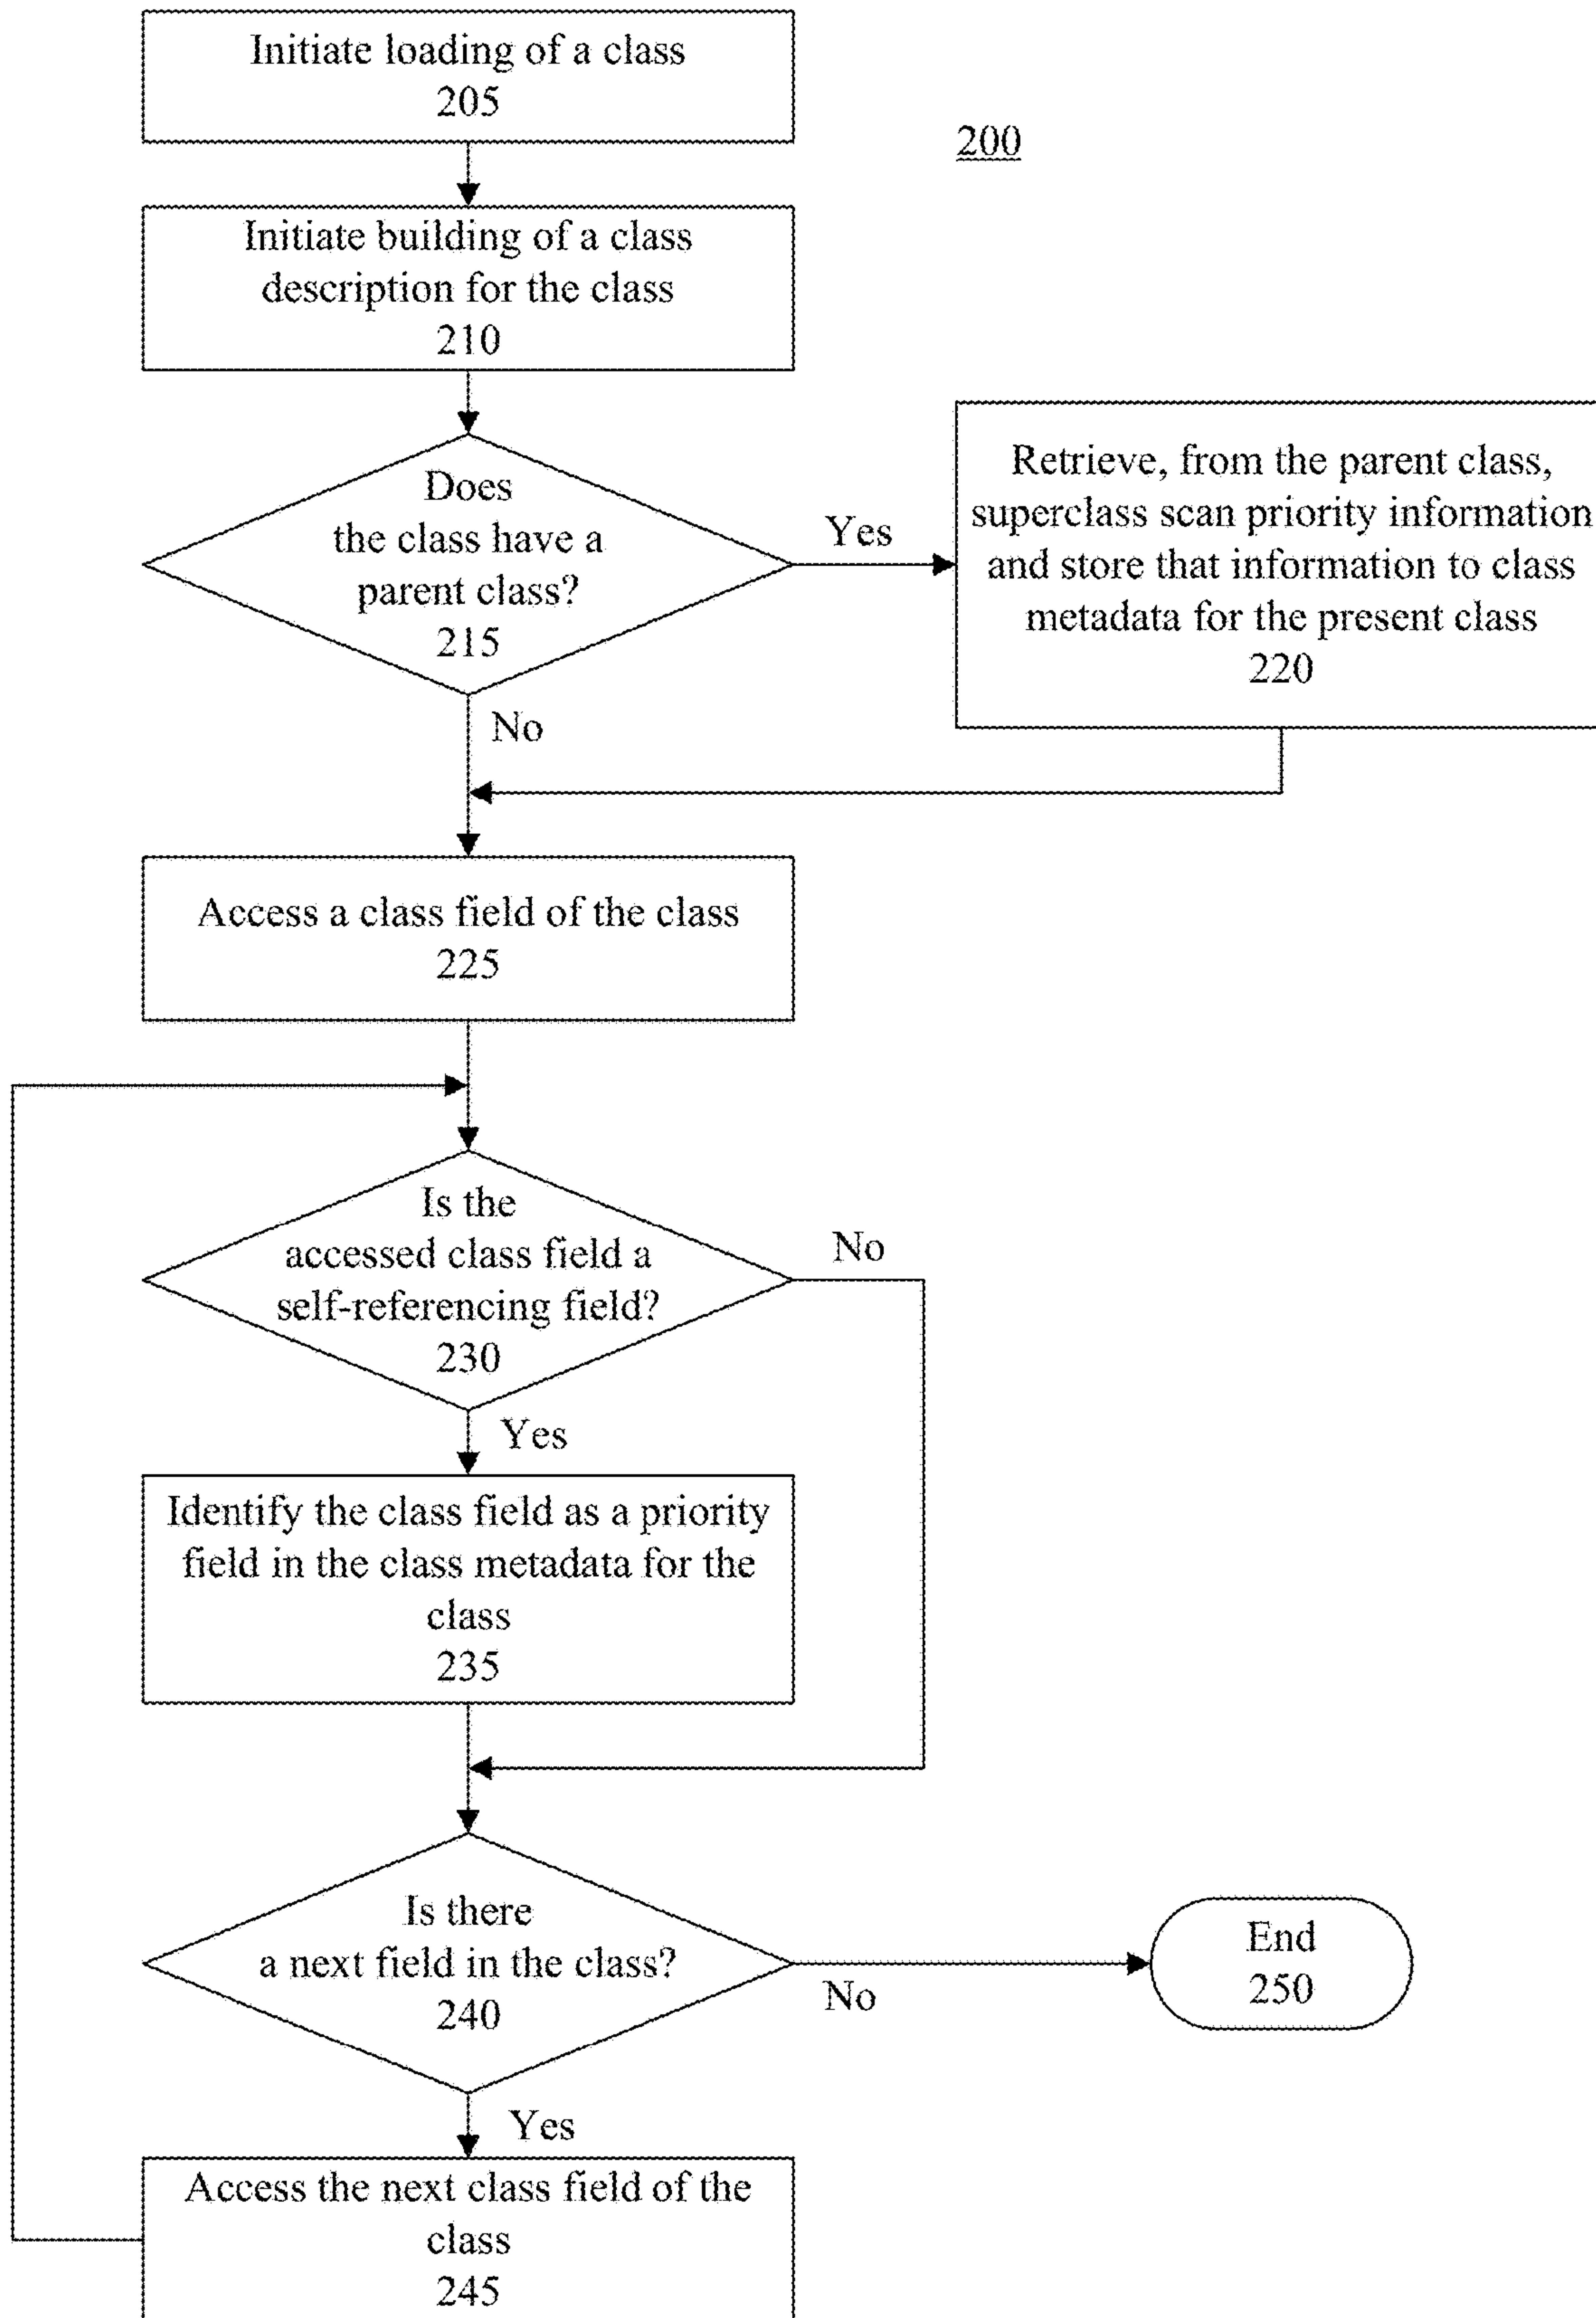 Initiate loading of a class
205
200
Initiate building of a class
description for the class
210
Does
the class have a
parent class?
215
Yes
Retrieve, from the parent class,
superclass scan priority information
and store that information to class
metadata for the present class
220
No
Access a class field of the class
225
Is the
accessed class field a
self-referencing field?
230
No
Yes
Identify the class field as a priority
field in the class metadata for the
class
235
Is there
a next field in the class?
240
No
End
250
Yes
Access the next class field of the
class
245